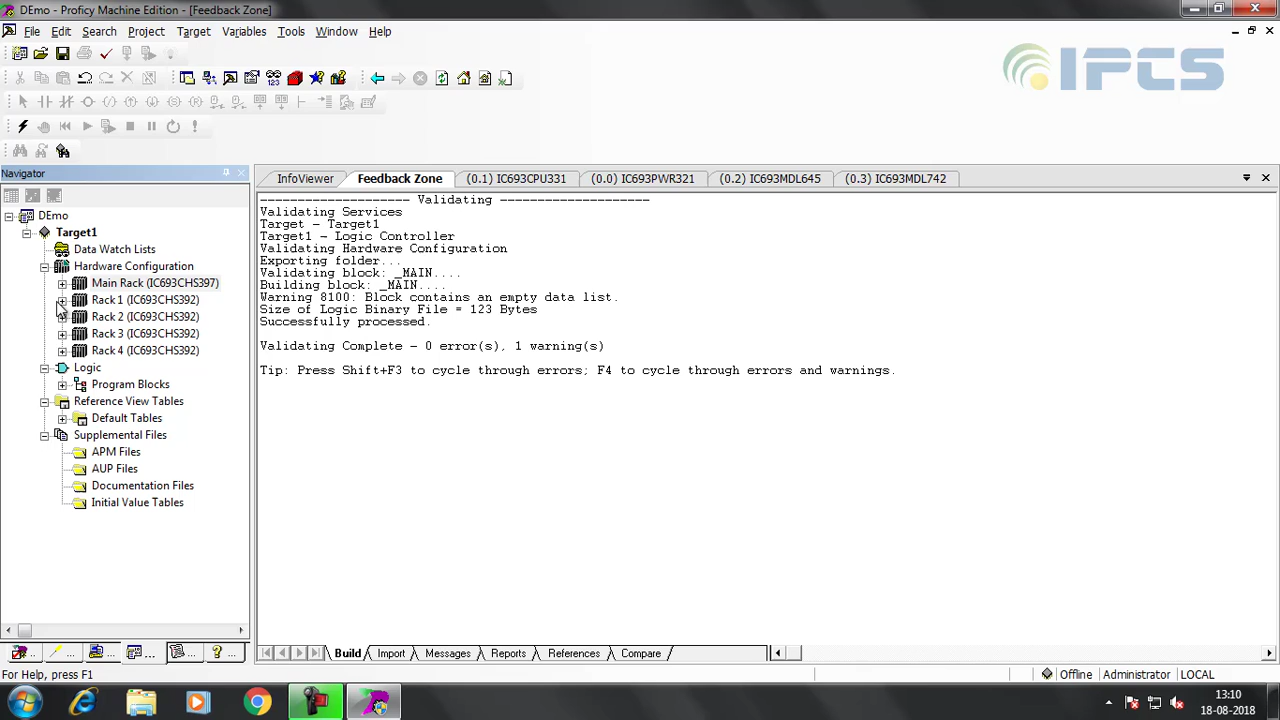 DEmo - Proficy Machine Edition - [Feedback Zone]
File Edit Search Project Target Variables Tools Window Help
IPCS
Navigator
InfoViewer Feedback Zone (0.1) IC693CPU331 (0.0) IC693PWR321 (0.2) IC693MDL645 (0.3) IC693MDL742
DEmo
Target1
Data Watch Lists
Hardware Configuration
Main Rack (IC693CHS397)
Rack 1 (IC693CHS392)
Rack 2 (IC693CHS392)
Rack 3 (IC693CHS392)
Rack 4 (IC693CHS392)
Logic
Program Blocks
Reference View Tables
Default Tables
Supplemental Files
APM Files
AUP Files
Documentation Files
Initial Value Tables
-------------------- Validating --------------------
Validating Services
Target - Target1
Target1 - Logic Controller
Validating Hardware Configuration
Exporting folder...
Validating block: _MAIN....
Building block: _MAIN....
Warning 8100: Block contains an empty data list.
Size of Logic Binary File = 123 Bytes
Successfully processed.
Validating Complete - 0 error(s), 1 warning(s)
Tip: Press Shift+F3 to cycle through errors; F4 to cycle through errors and warnings.
Build Import Messages Reports References Compare
For Help, press F1
Offline Administrator LOCAL
13:10
18-08-2018